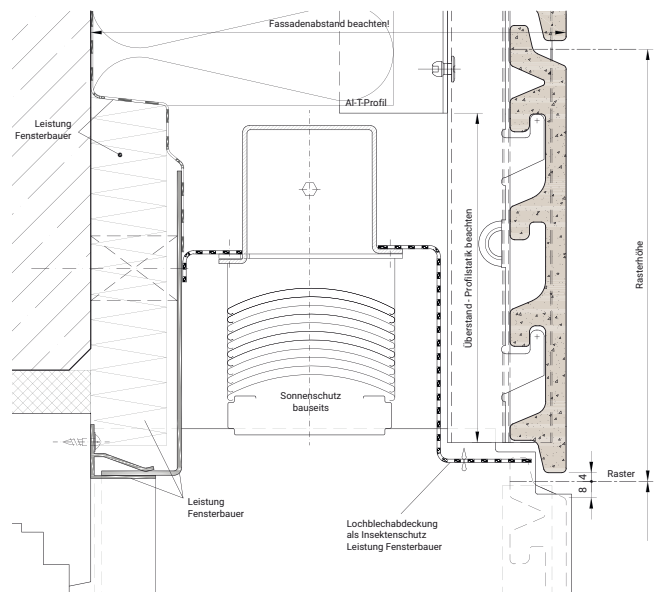 Fassadenabstand beachten!
Al-T-Profil
Leistung
Fensterbauer
Überstand - Profilstatik beachten
Rasterhöhe
Sonnenschutz
bauseits
Raster
4
8
Leistung
Fensterbauer
Lochblechabdeckung
als Insektenschutz
Leistung Fensterbauer